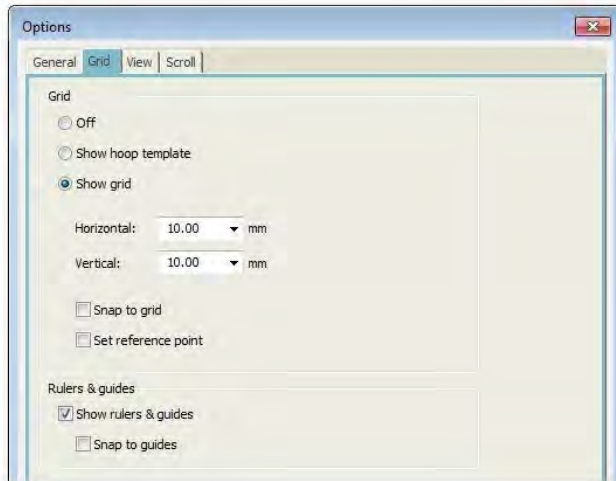 Options
General Grid View Scroll
Grid
Off
Show hoop template
Show grid
Horizontal: 10.00 mm
Vertical: 10.00 mm
Snap to grid
Set reference point
Rulers & guides
Show rulers & guides
Snap to guides